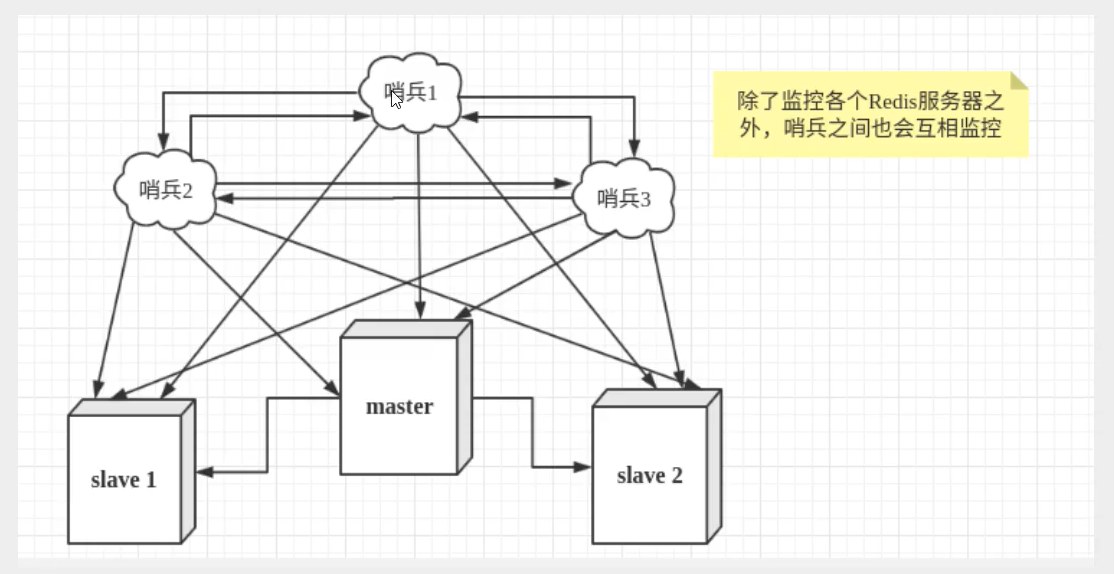 哨兵1
除了监控各个Redis服务器之
外，哨兵之间也会互相监控
哨兵2
哨兵3
master
slave 1
slave 2